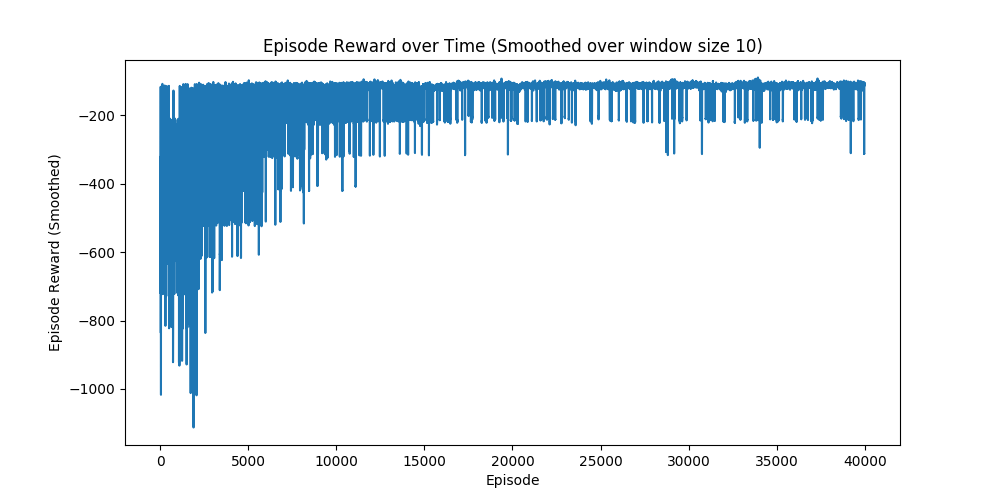 Episode Reward over Time (Smoothed over window size 10)
−200
−400
−600
−800
−1000
Episode Reward (Smoothed)
0 5000 10000 15000 20000 25000 30000 35000 40000
Episode